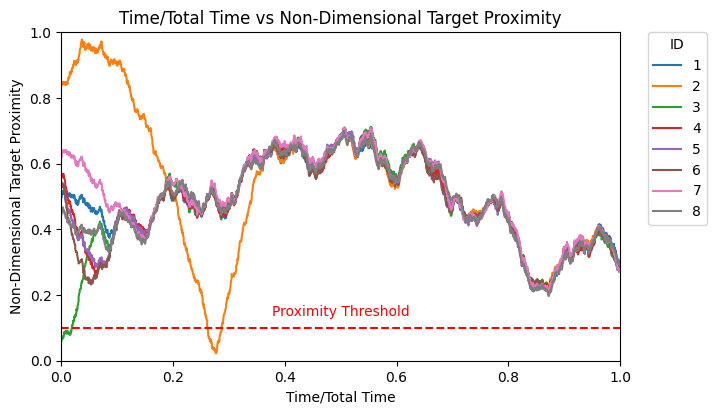 Time/Total Time vs Non-Dimensional Target Proximity
Non-Dimensional Target Proximity
1.0
0.8
0.6
0.4
0.2
0.0
Proximity Threshold
0.0 0.2 0.4 0.6 0.8 1.0
Time/Total Time
ID
1
2
3
4
5
6
7
8